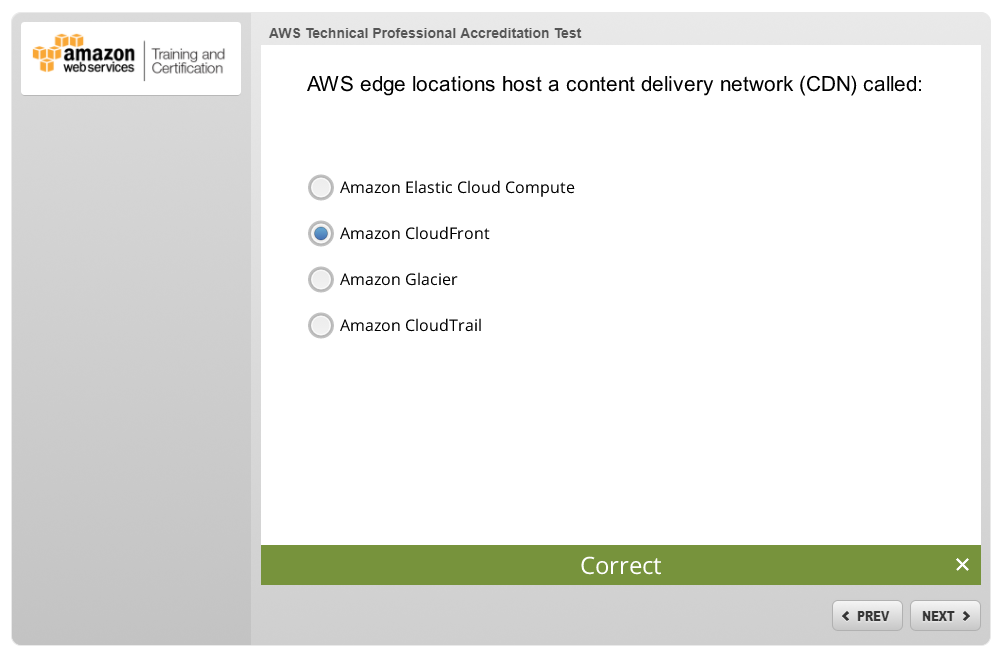 amazon
webservices
Training and
Certification
AWS Technical Professional Accreditation Test
AWS edge locations host a content delivery network (CDN) called:
Amazon Elastic Cloud Compute
Amazon CloudFront
Amazon Glacier
Amazon CloudTrail
Correct
PREV
NEXT